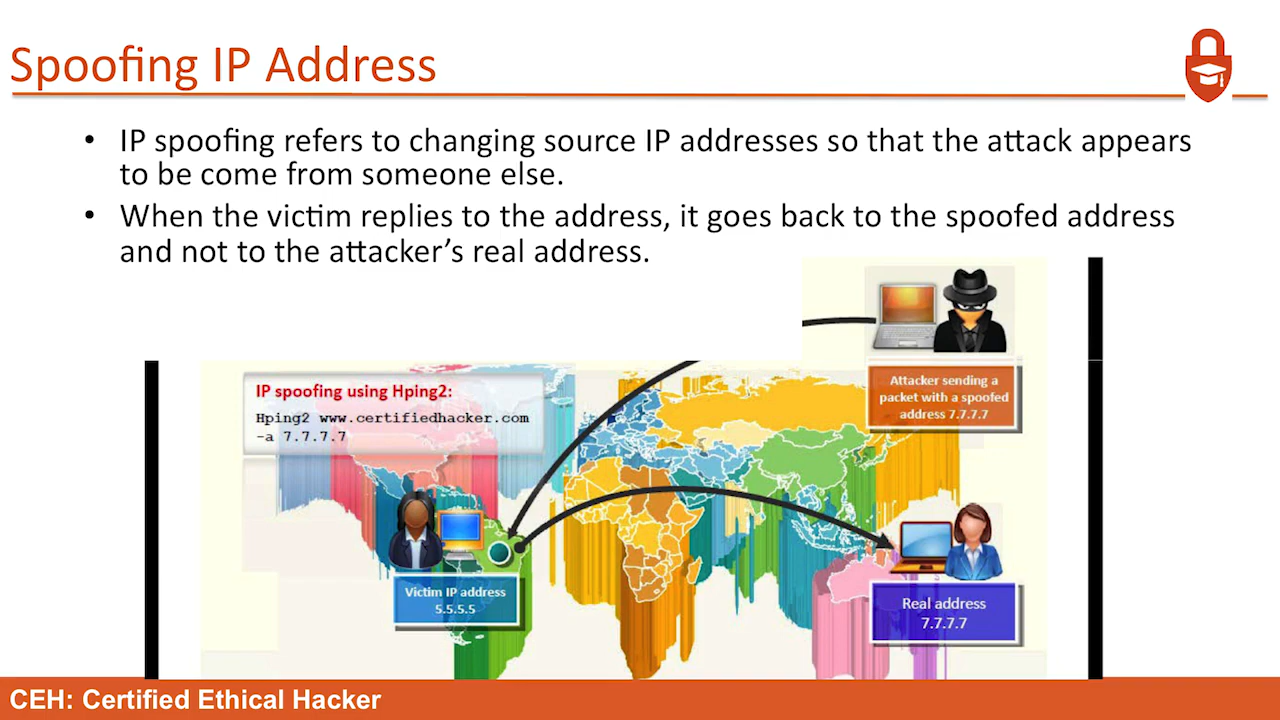 Spoofing IP Address
• IP spoofing refers to changing source IP addresses so that the attack appears
to be come from someone else.
• When the victim replies to the address, it goes back to the spoofed address
and not to the attacker’s real address.
Attacker sending a
packet with a spoofed
address 7.7.7.7
IP spoofing using Hping2:
Hping2 www.certifiedhacker.com
-a 7.7.7.7
Victim IP address
5.5.5.5
Real address
7.7.7.7
CEH: Certified Ethical Hacker